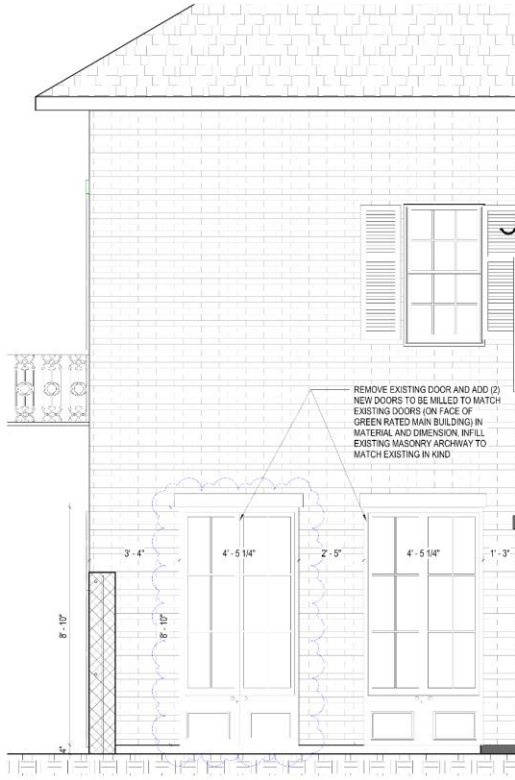 REMOVE EXISTING DOOR AND ADD (2)
NEW DOORS TO BE MILLED TO MATCH
EXISTING DOORS (ON FACE OF
GREEN RATED MAIN BUILDING) IN
MATERIAL AND DIMENSION, INFILL
EXISTING MASONRY ARCHWAY TO
MATCH EXISTING IN KIND
3' - 4" 4' - 5 1/4" 2' - 5" 4' - 5 1/4" 1' - 3"
8' - 10"
8' - 10"
4"